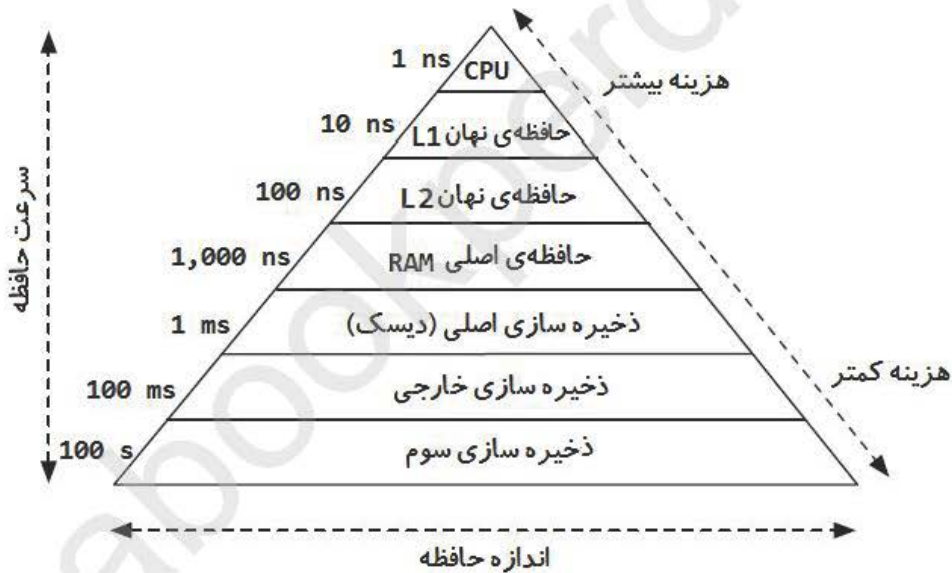 1 ns
CPU
هزینه بیشتر
10 ns
حافظه‌ی نهان L1
100 ns
حافظه‌ی نهان L2
سرعت حافظه
1,000 ns
حافظه‌ی اصلی RAM
1 ms
ذخیره سازی اصلی (دیسک)
هزینه کمتر
100 ms
ذخیره سازی خارجی
100 s
ذخیره سازی سوم
اندازه حافظه